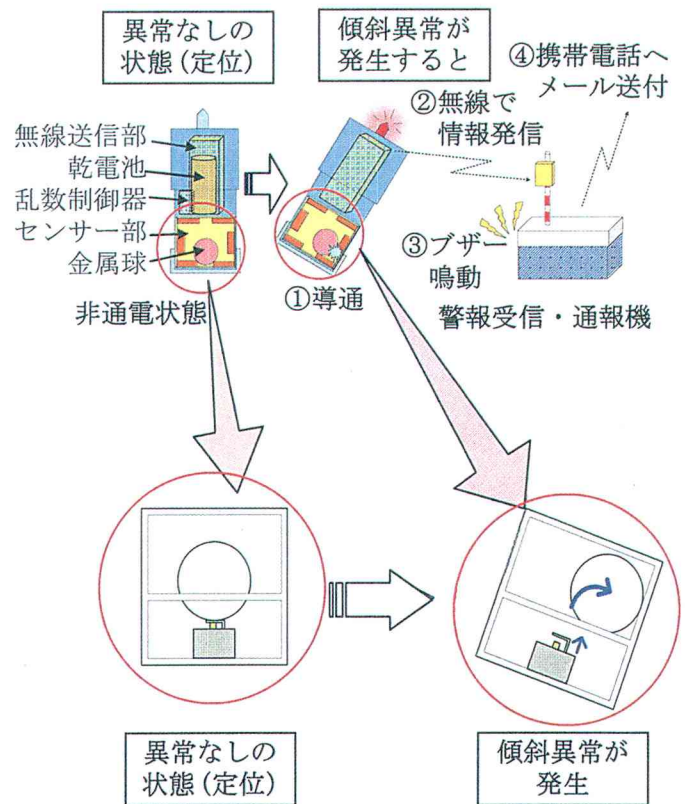 異常なしの
状態(定位)
傾斜異常が
発生すると
④携帯電話へ
メール送付
②無線で
情報発信
無線送信部
乾電池
乱数制御器
センサー部
金属球
③ブザー
鳴動
①導通
非通電状態
警報受信・通報機
異常なしの
状態(定位)
傾斜異常が
発生